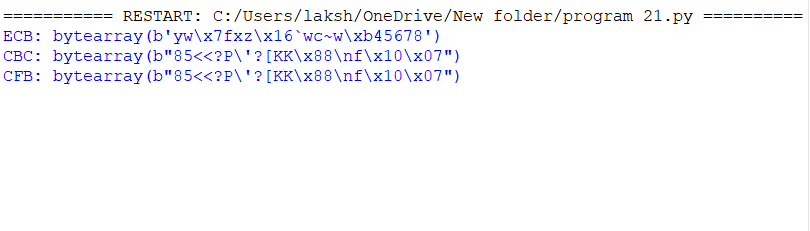 =========== RESTART: C:/Users/laksh/OneDrive/New folder/program 21.py ==========
ECB: bytearray(b'yw\x7fxz\x16`wc~w\xb45678')
CBC: bytearray(b"85<<?P\'?[KK\x88\nf\x10\x07")
CFB: bytearray(b"85<<?P\'?[KK\x88\nf\x10\x07")